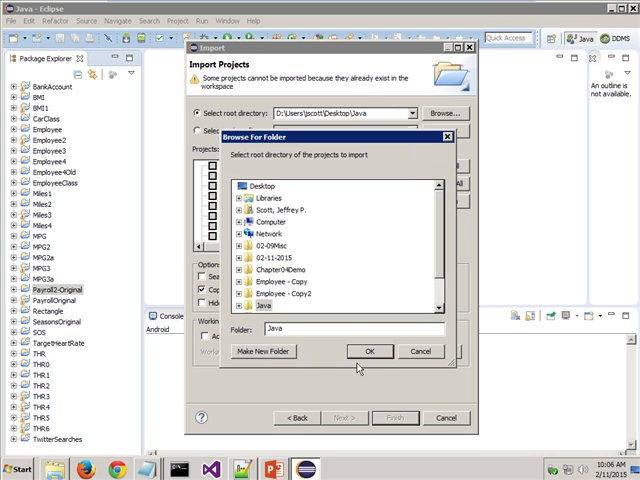 Java - Eclipse
File Edit Refactor Source Navigate Search Project Run Window Help
Quick Access
Java
DDMS
Package Explorer
BankAccount
BMI
BMI1
CarClass
Employee
Employee2
Employee3
Employee4
Employee4Old
EmployeeClass
Miles1
Miles2
Miles3
Miles4
MPG
MPG2
MPG2a
MPG3
MPG3a
Payroll2-Original
PayrollOriginal
Rectangle
SeasonsOriginal
SOS
TargetHeartRate
THR
THR0
THR1
THR2
THR3
THR4
THR5
THR6
TwitterSearches
Import
Import Projects
Some projects cannot be imported because they already exist in the
workspace
Select root directory:
D:\Users\jscott\Desktop\Java
Browse...
Projects:
Options
Working
Browse For Folder
Select root directory of the projects to import
Desktop
Libraries
Scott, Jeffrey P.
Computer
Network
02-09Misc
02-11-2015
Chapter04Demo
Employee - Copy
Employee - Copy2
Java
Folder:
Java
Make New Folder
OK
Cancel
< Back
Next >
Finish
Cancel
An outline is
not available.
Console
Android
Start
10:06 AM
2/11/2015